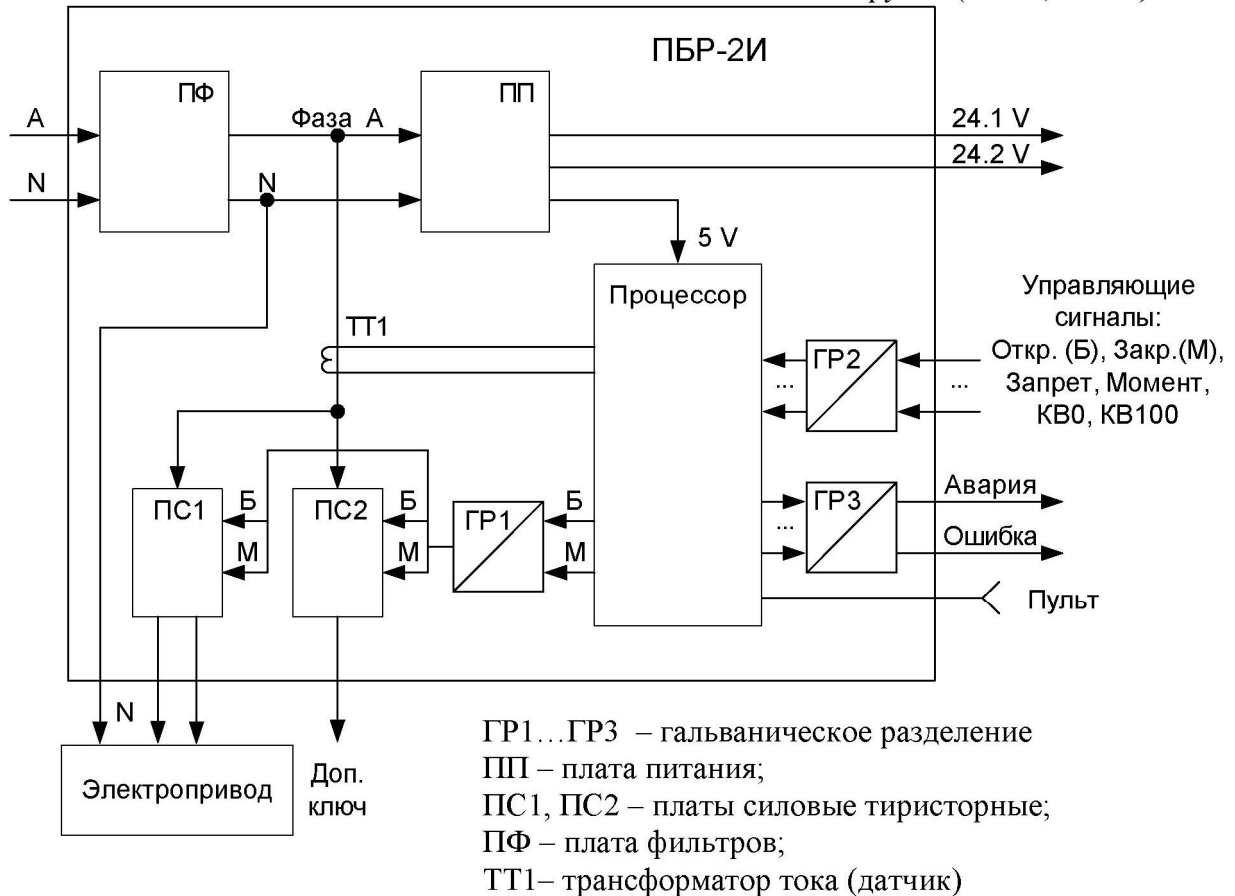 ПБР-2И
ПФ
ПП
А
Фаза А
24.1 V
24.2 V
N
N
5 V
Процессор
ТТ1
ГР2
...
...
Управляющие
сигналы:
Откр. (Б), Закр.(М),
Запрет, Момент,
КВ0, КВ100
ПС1
Б
М
ПС2
Б
М
ГР1
Б
М
...
ГР3
Авария
Ошибка
Пульт
N
Электропривод
Доп.
ключ
ГР1...ГР3 – гальваническое разделение
ПП – плата питания;
ПС1, ПС2 – платы силовые тиристорные;
ПФ – плата фильтров;
ТТ1– трансформатор тока (датчик)